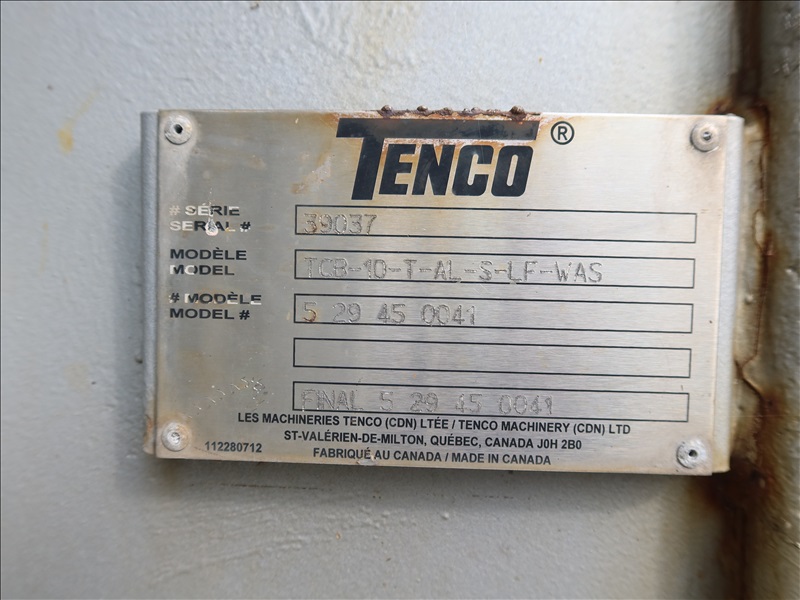 TENCO®
# SÉRIE
SERIAL # 39037
MODÈLE
MODEL TCB-10-T-AL-S-LF-WAS
# MODÈLE
MODEL # 5 29 45 0041
FINAL 5 29 45 0041
LES MACHINERIES TENCO (CDN) LTÉE / TENCO MACHINERY (CDN) LTD
ST-VALÉRIEN-DE-MILTON, QUÉBEC, CANADA J0H 2B0
112280712
FABRIQUÉ AU CANADA / MADE IN CANADA